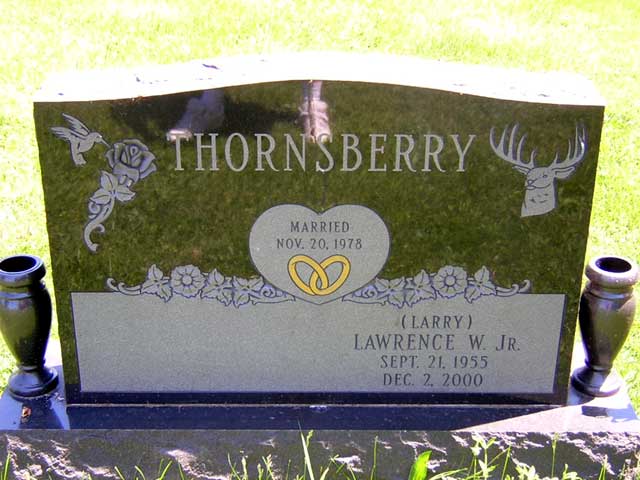 THORNSBERRY
MARRIED
NOV. 20, 1978
(LARRY)
LAWRENCE W. JR.
SEPT. 21, 1955
DEC. 2, 2000